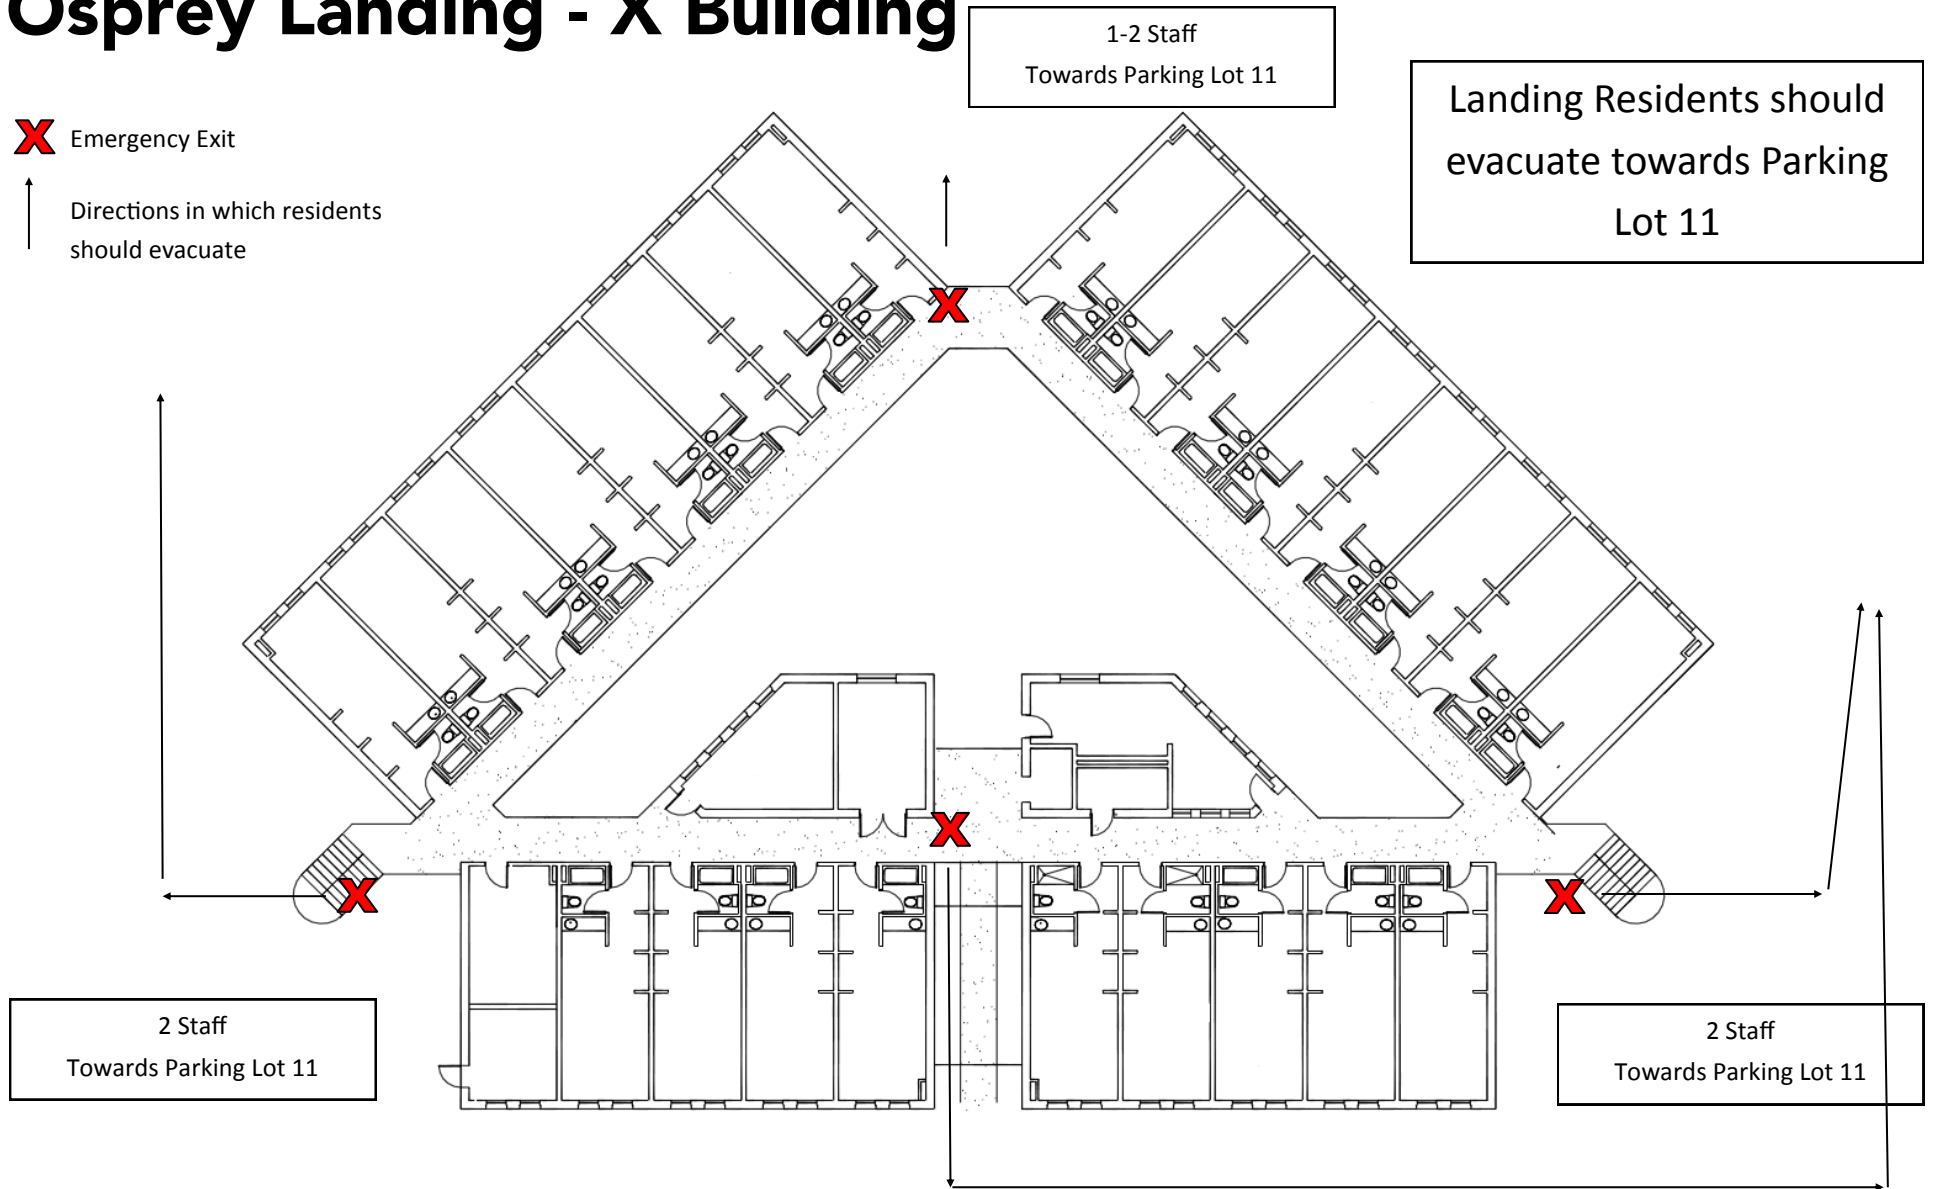 Osprey Landing - X Building
1-2 Staff
Towards Parking Lot 11
Landing Residents should
evacuate towards Parking
Lot 11
X Emergency Exit
Directions in which residents
should evacuate
X
X
X
X
2 Staff
Towards Parking Lot 11
2 Staff
Towards Parking Lot 11